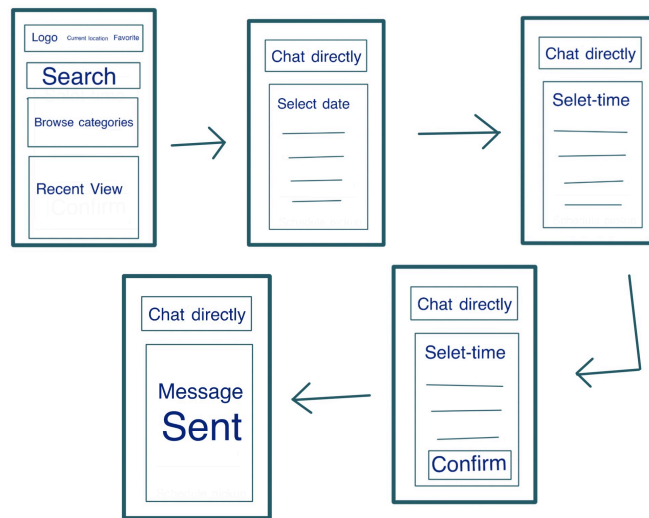 Logo Current location Favorite
Search
Browse categories
Recent View
Confirm
Chat directly
Select date
Chat directly
Selet-time
Chat directly
Selet-time
Confirm
Chat directly
Message
Sent